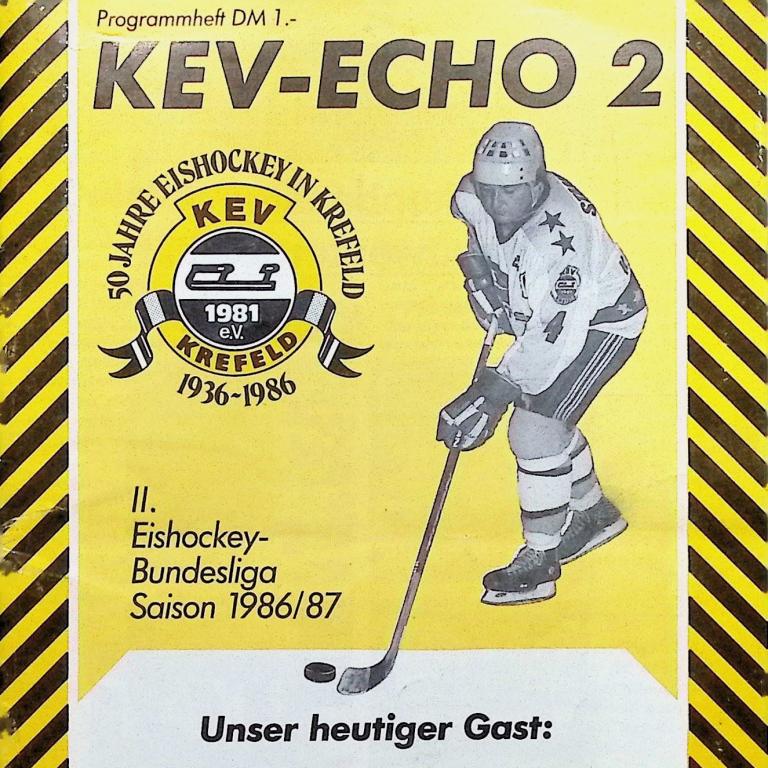 Programmheft DM 1.-
KEV-ECHO 2
50 JAHRE EISHOCKEY IN KREFELD
KEV
1981
e.V.
KREFELD
1936~1986
4
II.
Eishockey-
Bundesliga
Saison 1986/87
Unser heutiger Gast: